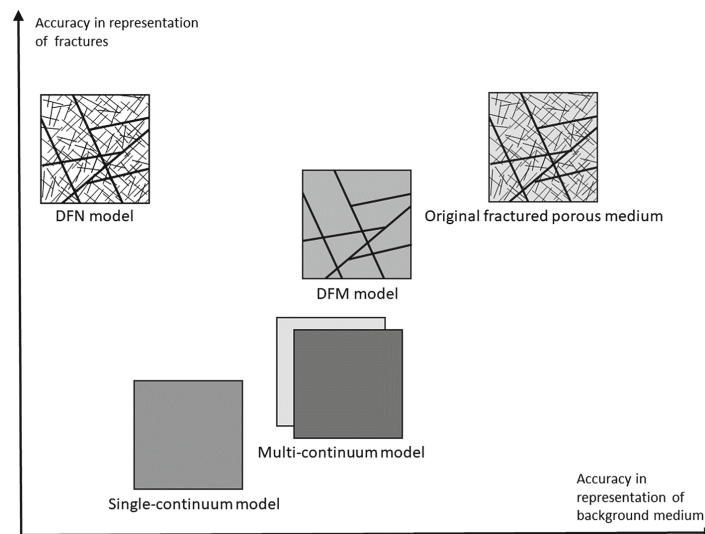 Accuracy in representation
of fractures
DFN model
Original fractured porous medium
DFM model
Multi-continuum model
Single-continuum model
Accuracy in
representation of
background medium